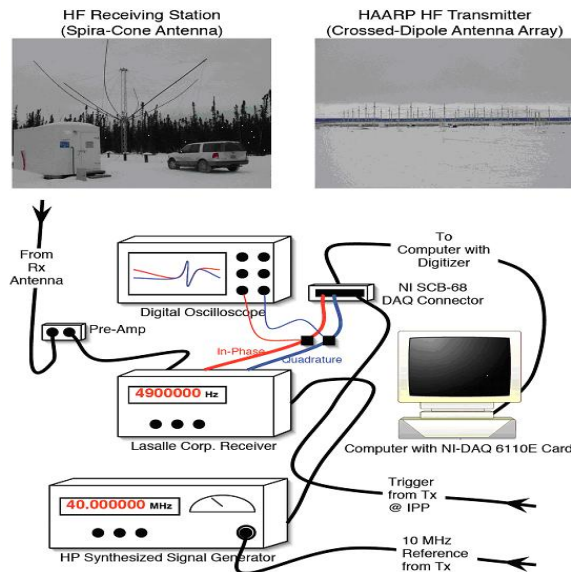 HF Receiving Station
(Spira-Cone Antenna)
HAARP HF Transmitter
(Crossed-Dipole Antenna Array)
From
Rx
Antenna
To
Computer with
Digitizer
NI SCB-68
DAQ Connector
Digital Oscilloscope
Pre-Amp
In-Phase
Quadrature
4900000 Hz
Lasalle Corp. Receiver
Computer with NI-DAQ 6110E Card
40.000000 MHz
Trigger
from Tx
@ IPP
HP Synthesized Signal Generator
10 MHz
Reference
from Tx